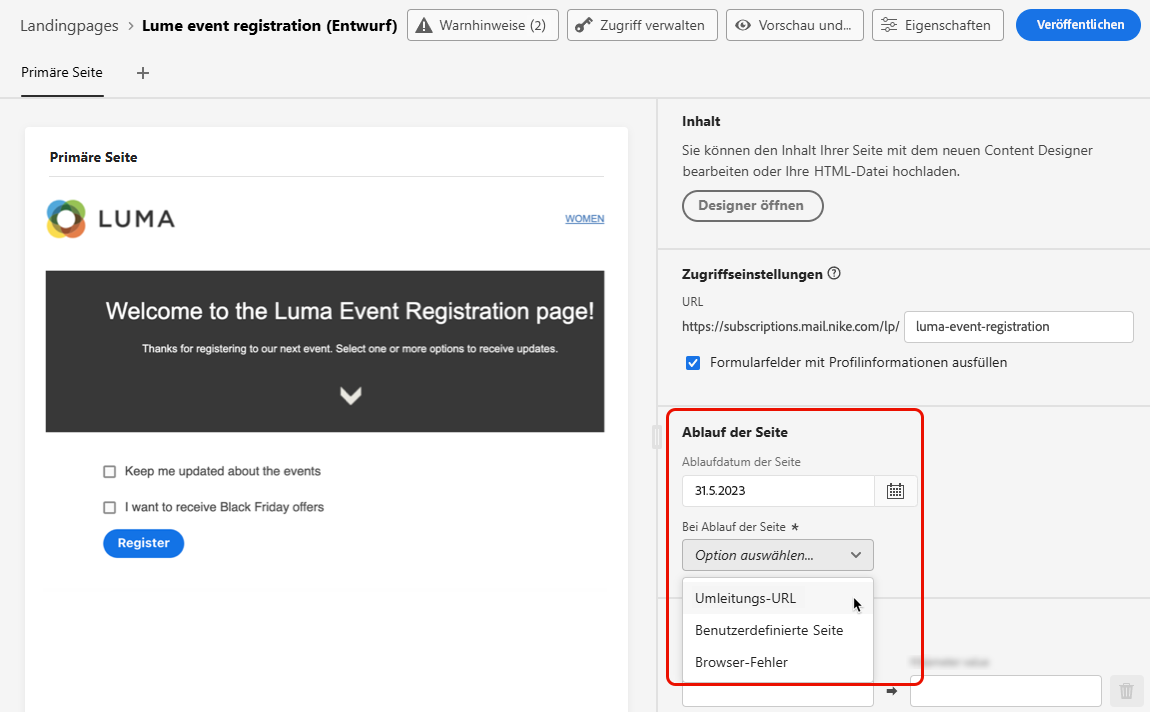 Landingpages > Lume event registration (Entwurf)
Warnhinweise (2)
Zugriff verwalten
Vorschau und...
Eigenschaften
Veröffentlichen
Primäre Seite
Primäre Seite
LUMA
WOMEN
Welcome to the Luma Event Registration page!
Thanks for registering to our next event. Select one or more options to receive updates.
Keep me updated about the events
I want to receive Black Friday offers
Register
Inhalt
Sie können den Inhalt Ihrer Seite mit dem neuen Content Designer
bearbeiten oder Ihre HTML-Datei hochladen.
Designer öffnen
Zugriffseinstellungen
URL
https://subscriptions.mail.nike.com/lp/ luma-event-registration
Formularfelder mit Profilinformationen ausfüllen
Ablauf der Seite
Ablaufdatum der Seite
31.5.2023
Bei Ablauf der Seite *
Option auswählen...
Umleitungs-URL
Benutzerdefinierte Seite
Browser-Fehler